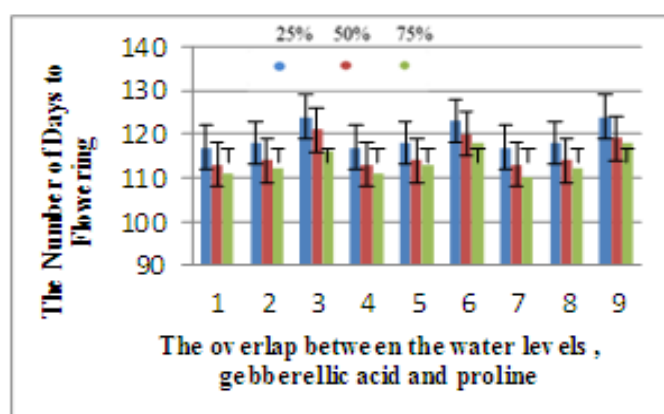 25% 50% 75%
140
130
120
110
100
90
The Number of Days to
Flowering
1 2 3 4 5 6 7 8 9
The overlap between the water levels ,
gebberellic acid and proline